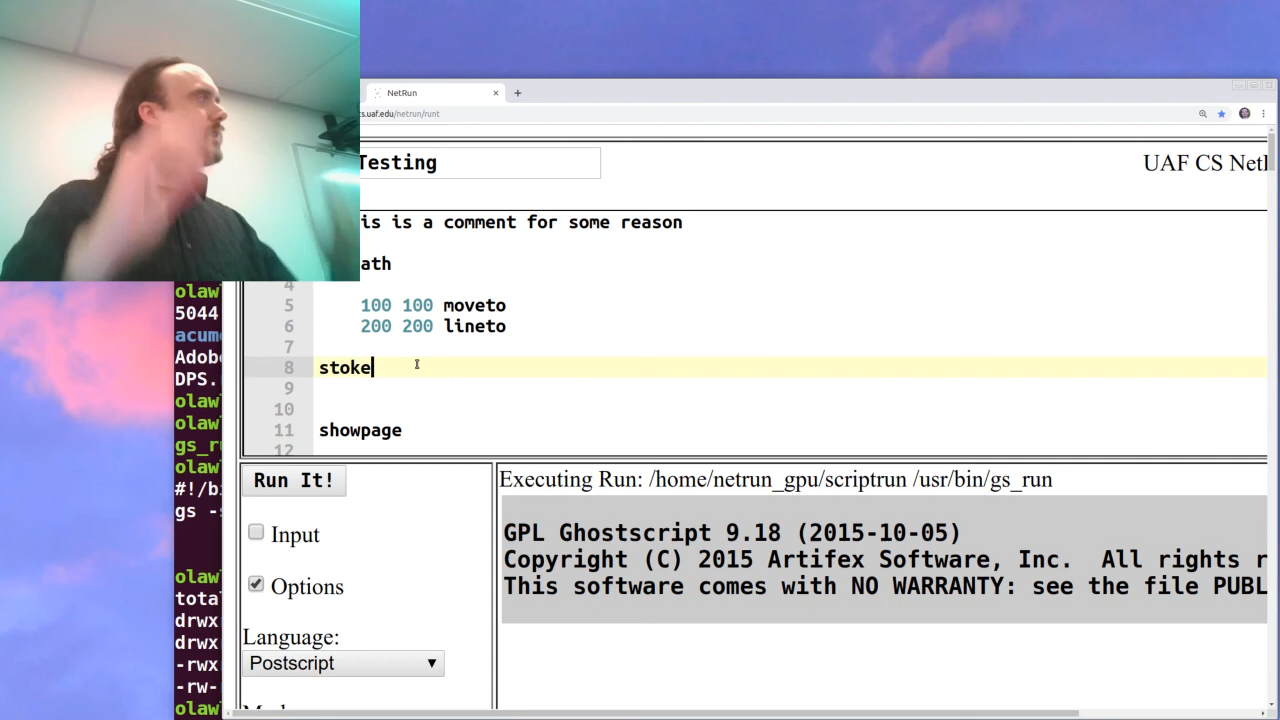 NetRun
cs.uaf.edu/netrun/runt
Testing
UAF CS Net
is is a comment for some reason
ath
4
5 100 100 moveto
6 200 200 lineto
7
8 stoke
9
10
11 showpage
12
olaw
5044
acum
Adob
DPS.
olaw
olaw
gs_r
olaw
#!/b
gs -
olaw
tota
drwx
drwx
-rwx
-rw-
olaw
Run It!
Input
Options
Language:
Postscript
Executing Run: /home/netrun_gpu/scriptrun /usr/bin/gs_run
GPL Ghostscript 9.18 (2015-10-05)
Copyright (C) 2015 Artifex Software, Inc. All rights r
This software comes with NO WARRANTY: see the file PUBL